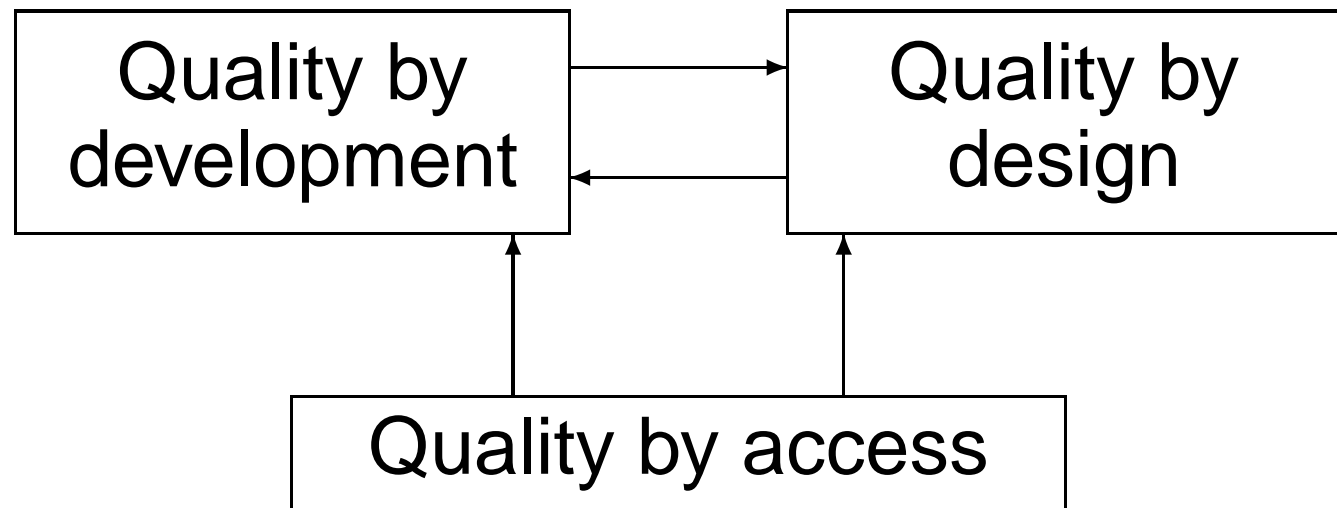 Quality by
development
Quality by
design
Quality by access